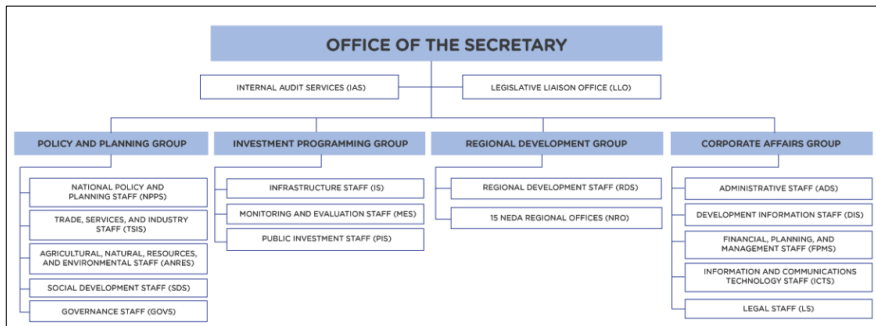 OFFICE OF THE SECRETARY
INTERNAL AUDIT SERVICES (IAS)
LEGISLATIVE LIAISON OFFICE (LLO)
POLICY AND PLANNING GROUP
NATIONAL POLICY AND
PLANNING STAFF (NPPS)
TRADE, SERVICES, AND INDUSTRY
STAFF (TSIS)
AGRICULTURAL, NATURAL, RESOURCES,
AND ENVIRONMENTAL STAFF (ANRES)
SOCIAL DEVELOPMENT STAFF (SDS)
GOVERNANCE STAFF (GOVS)
INVESTMENT PROGRAMMING GROUP
INFRASTRUCTURE STAFF (IS)
MONITORING AND EVALUATION STAFF (MES)
PUBLIC INVESTMENT STAFF (PIS)
REGIONAL DEVELOPMENT GROUP
REGIONAL DEVELOPMENT STAFF (RDS)
15 NEDA REGIONAL OFFICES (NRO)
CORPORATE AFFAIRS GROUP
ADMINISTRATIVE STAFF (ADS)
DEVELOPMENT INFORMATION STAFF (DIS)
FINANCIAL, PLANNING, AND
MANAGEMENT STAFF (FPMS)
INFORMATION AND COMMUNICATIONS
TECHNOLOGY STAFF (ICTS)
LEGAL STAFF (LS)